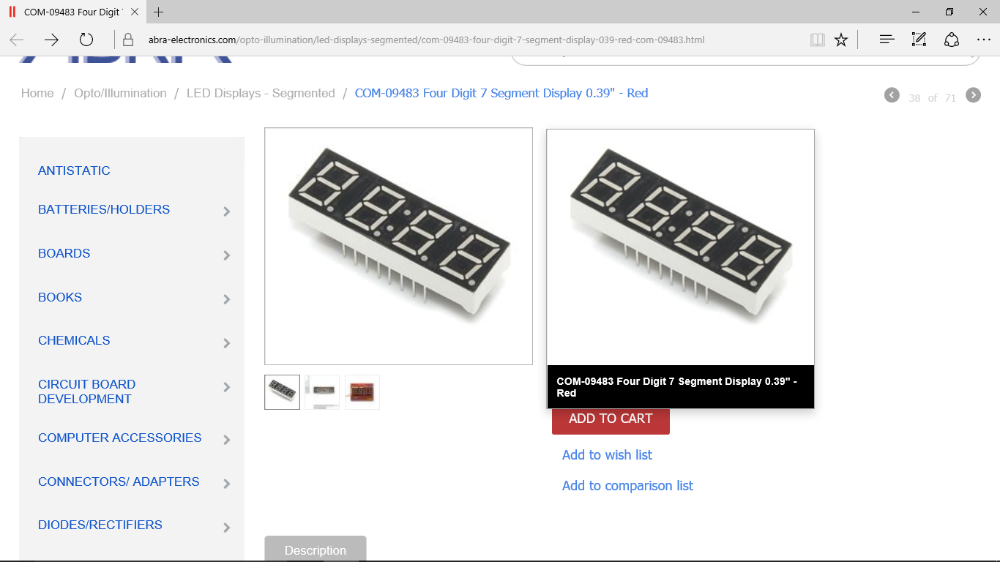 COM-09483 Four Digit
abra-electronics.com/opto-illumination/led-displays-segmented/com-09483-four-digit-7-segment-display-039-red-com-09483.html
Home / Opto/Illumination / LED Displays - Segmented / COM-09483 Four Digit 7 Segment Display 0.39" - Red
38 of 71
ANTISTATIC
BATTERIES/HOLDERS
BOARDS
BOOKS
CHEMICALS
CIRCUIT BOARD
DEVELOPMENT
COMPUTER ACCESSORIES
CONNECTORS/ ADAPTERS
DIODES/RECTIFIERS
COM-09483 Four Digit 7 Segment Display 0.39" -
Red
ADD TO CART
Add to wish list
Add to comparison list
Description